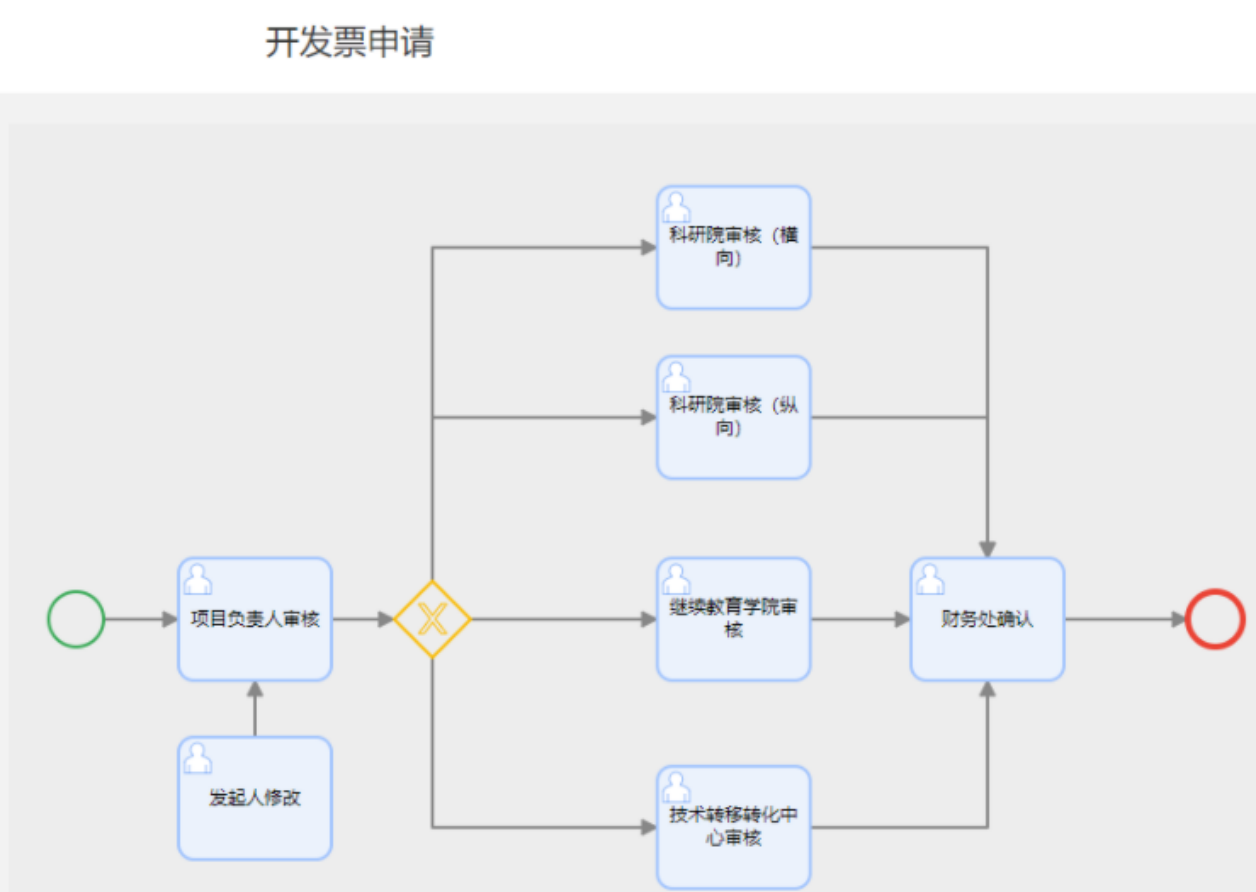 开发票申请
科研院审核（横
向）
科研院审核（纵
向）
项目负责人审核
继续教育学院审
核
财务处确认
发起人修改
技术转移转化中
心审核